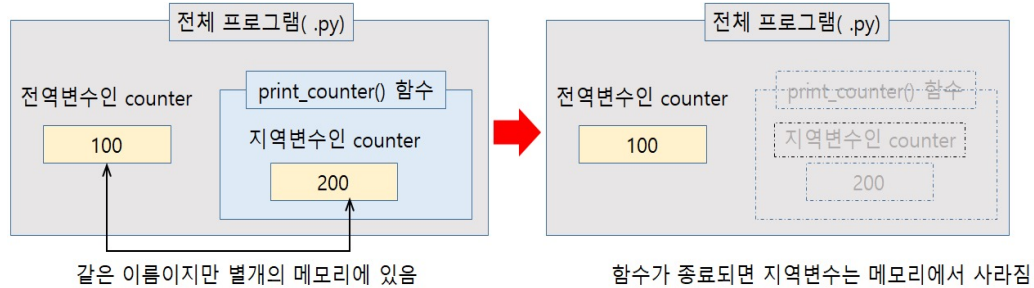 전체 프로그램( .py)
전역변수인 counter
100
print_counter() 함수
지역변수인 counter
200
같은 이름이지만 별개의 메모리에 있음
전체 프로그램( .py)
전역변수인 counter
100
print_counter() 함수
지역변수인 counter
200
함수가 종료되면 지역변수는 메모리에서 사라짐